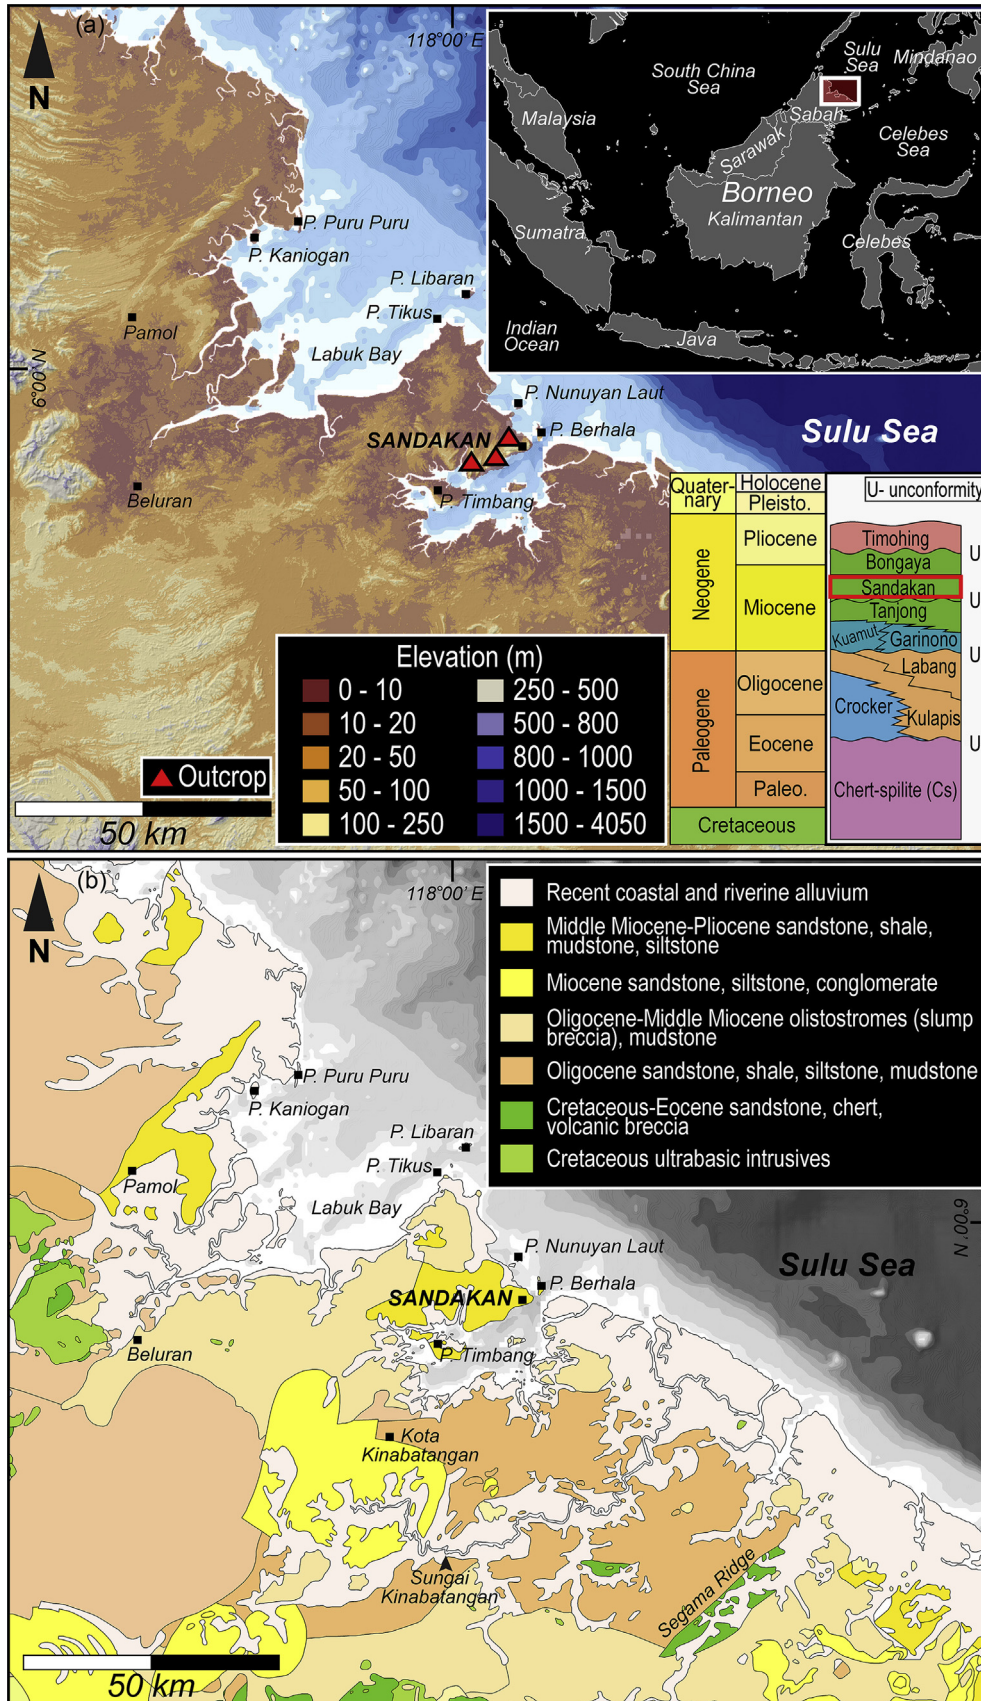 (a)
118°00' E
N
South China
Sea
Sulu
Sea
Mindanao
Malaysia
Sabah
Sarawak
Celebes
Sea
Borneo
Kalimantan
Sumatra
Celebes
Indian
Ocean
Java
P. Puru Puru
P. Kaniogan
P. Libaran
P. Tikus
Pamol
Labuk Bay
6°00' N
P. Nunuyan Laut
SANDAKAN
P. Berhala
Sulu Sea
Beluran
P. Timbang
Quater-
nary
Holocene
Pleisto.
U- unconformity
Neogene
Pliocene
Miocene
Timohing
U
Bongaya
Sandakan
U
Tanjong
Kuamut
Garinono
U
Paleogene
Oligocene
Eocene
Paleo.
Labang
Crocker
Kulapis
U
Cretaceous
Chert-spilite (Cs)
Elevation (m)
0 - 10
250 - 500
10 - 20
500 - 800
20 - 50
800 - 1000
50 - 100
1000 - 1500
100 - 250
1500 - 4050
Outcrop
50 km
(b)
118°00' E
N
Recent coastal and riverine alluvium
Middle Miocene-Pliocene sandstone, shale,
mudstone, siltstone
Miocene sandstone, siltstone, conglomerate
Oligocene-Middle Miocene olistostromes (slump
breccia), mudstone
Oligocene sandstone, shale, siltstone, mudstone
Cretaceous-Eocene sandstone, chert,
volcanic breccia
Cretaceous ultrabasic intrusives
P. Puru Puru
P. Kaniogan
P. Libaran
P. Tikus
Pamol
Labuk Bay
6°00' N
P. Nunuyan Laut
Sulu Sea
P. Berhala
SANDAKAN
Beluran
P. Timbang
Kota
Kinabatangan
Sungai
Kinabatangan
Segama Ridge
50 km